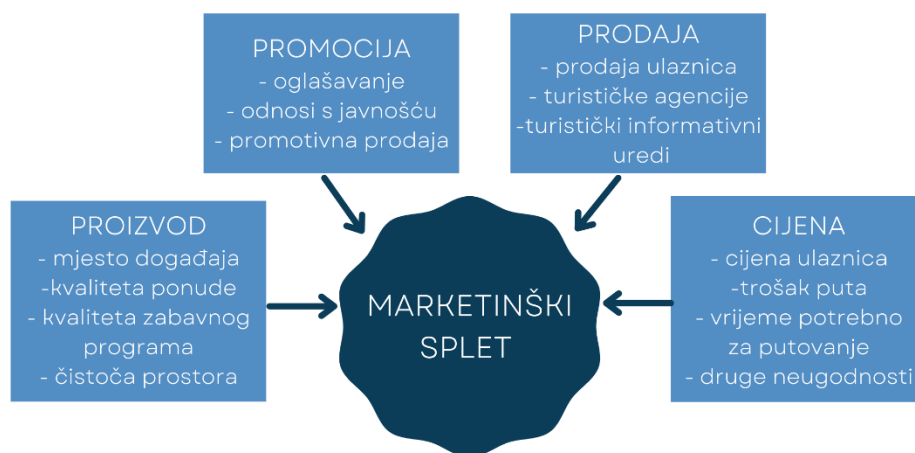 PROMOCIJA
- oglašavanje
- odnosi s javnošću
- promotivna prodaja
PRODAJA
- prodaja ulaznica
- turističke agencije
-turistički informativni
uredi
PROIZVOD
- mjesto događaja
-kvaliteta ponude
- kvaliteta zabavnog
programa
- čistoča prostora
MARKETINŠKI
SPLET
CIJENA
- cijena ulaznica
-trošak puta
- vrijeme potrebno
za putovanje
- druge neugodnosti